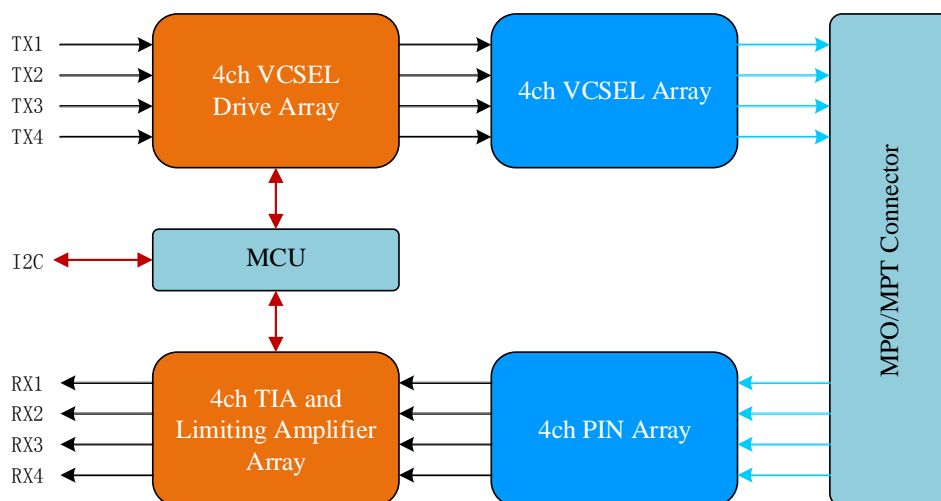 TX1
TX2
TX3
TX4
4ch VCSEL
Drive Array
4ch VCSEL Array
I2C
MCU
MPO/MPT Connector
RX1
RX2
RX3
RX4
4ch TIA and
Limiting Amplifier
Array
4ch PIN Array